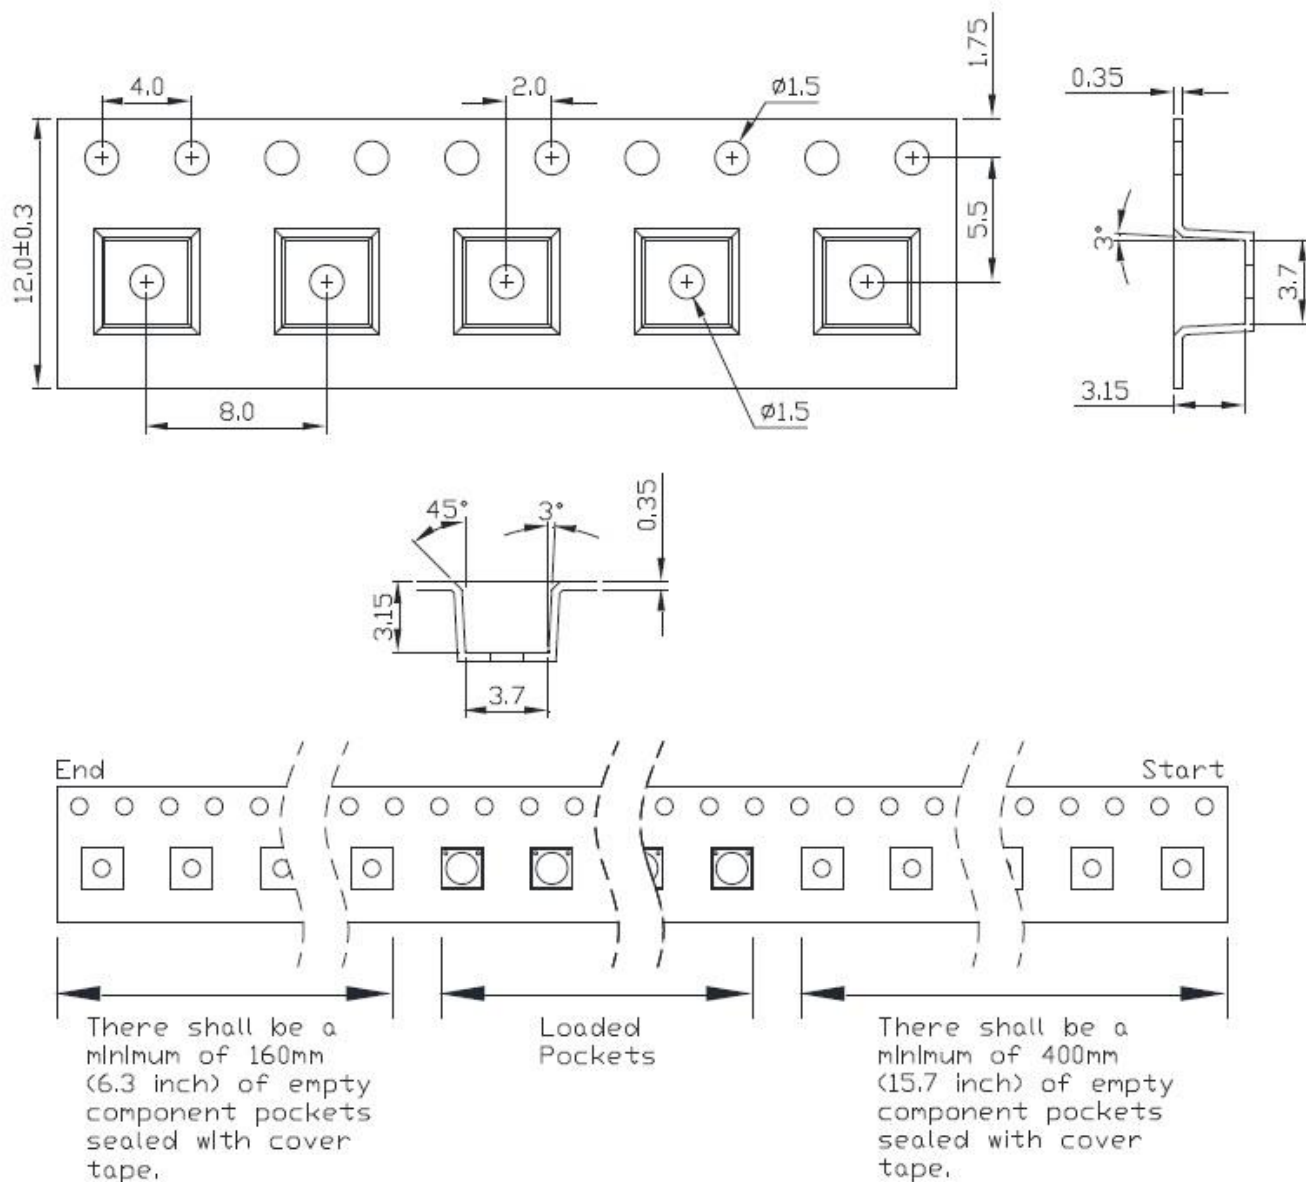 1.75
4.0
2.0
Ø1.5
0.35
12.0±0.3
5.5
3°
3.7
8.0
Ø1.5
3.15
45°
3°
0.35
3.15
3.7
End
Start
There shall be a
minimum of 160mm
(6.3 inch) of empty
component pockets
sealed with cover
tape.
Loaded
Pockets
There shall be a
minimum of 400mm
(15.7 inch) of empty
component pockets
sealed with cover
tape.